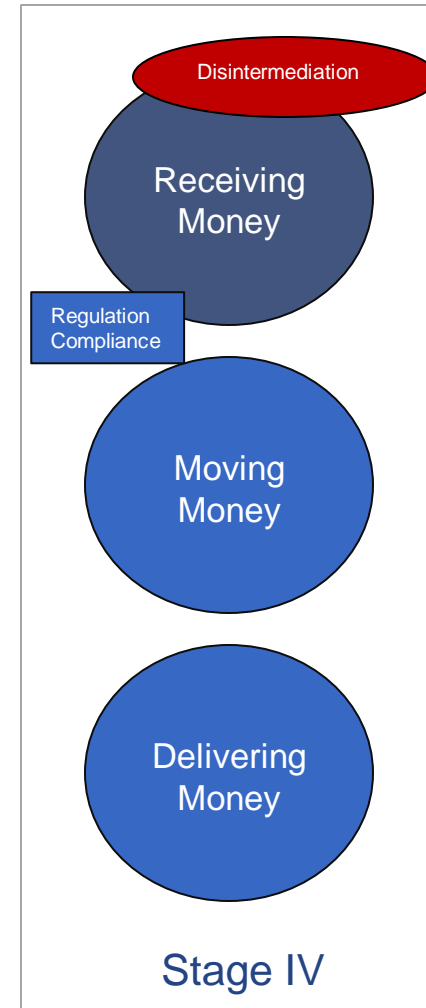 Disintermediation
Receiving
Money
Regulation
Compliance
Moving
Money
Delivering
Money
Stage IV